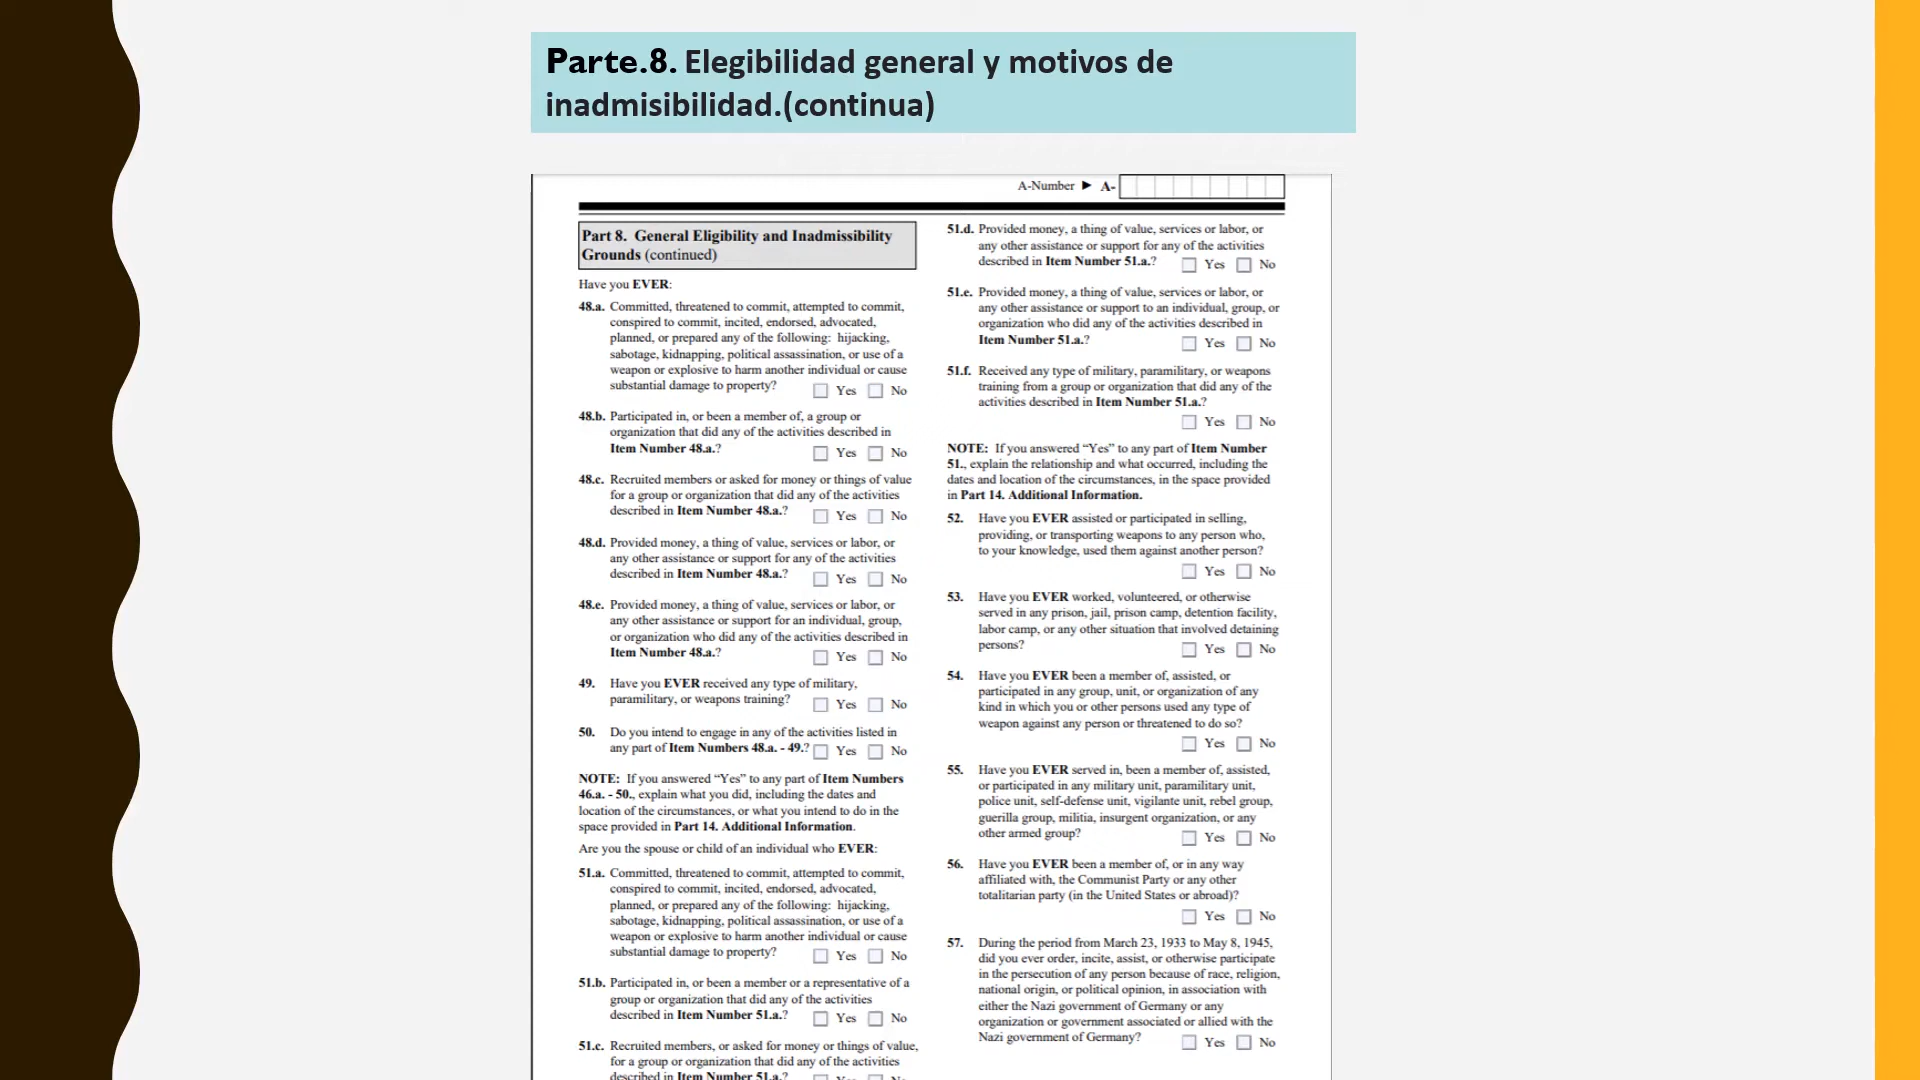 Parte.8. Elegibilidad general y motivos de
inadmisibilidad.(continua)
A-Number ► A-
Part 8. General Eligibility and Inadmissibility
Grounds (continued)
Have you EVER:
48.a. Committed, threatened to commit, attempted to commit,
conspired to commit, incited, endorsed, advocated,
planned, or prepared any of the following: hijacking,
sabotage, kidnapping, political assassination, or use of a
weapon or explosive to harm another individual or cause
substantial damage to property? Yes No
48.b. Participated in, or been a member of, a group or
organization that did any of the activities described in
Item Number 48.a.? Yes No
48.c. Recruited members or asked for money or things of value
for a group or organization that did any of the activities
described in Item Number 48.a.? Yes No
48.d. Provided money, a thing of value, services or labor, or
any other assistance or support for any of the activities
described in Item Number 48.a.? Yes No
48.e. Provided money, a thing of value, services or labor, or
any other assistance or support for an individual, group,
or organization who did any of the activities described in
Item Number 48.a.? Yes No
49. Have you EVER received any type of military,
paramilitary, or weapons training? Yes No
50. Do you intend to engage in any of the activities listed in
any part of Item Numbers 48.a. - 49.? Yes No
NOTE: If you answered “Yes” to any part of Item Numbers
46.a. - 50., explain what you did, including the dates and
location of the circumstances, or what you intend to do in the
space provided in Part 14. Additional Information.
Are you the spouse or child of an individual who EVER:
51.a. Committed, threatened to commit, attempted to commit,
conspired to commit, incited, endorsed, advocated,
planned, or prepared any of the following: hijacking,
sabotage, kidnapping, political assassination, or use of a
weapon or explosive to harm another individual or cause
substantial damage to property? Yes No
51.b. Participated in, or been a member or a representative of a
group or organization that did any of the activities
described in Item Number 51.a.? Yes No
51.c. Recruited members, or asked for money or things of value,
for a group or organization that did any of the activities
described in Item Number 51.a.? Yes No
51.d. Provided money, a thing of value, services or labor, or
any other assistance or support for any of the activities
described in Item Number 51.a.? Yes No
51.e. Provided money, a thing of value, services or labor, or
any other assistance or support to an individual, group, or
organization who did any of the activities described in
Item Number 51.a.? Yes No
51.f. Received any type of military, paramilitary, or weapons
training from a group or organization that did any of the
activities described in Item Number 51.a.?
Yes No
NOTE: If you answered “Yes” to any part of Item Number
51., explain the relationship and what occurred, including the
dates and location of the circumstances, in the space provided
in Part 14. Additional Information.
52. Have you EVER assisted or participated in selling,
providing, or transporting weapons to any person who,
to your knowledge, used them against another person?
Yes No
53. Have you EVER worked, volunteered, or otherwise
served in any prison, jail, prison camp, detention facility,
labor camp, or any other situation that involved detaining
persons? Yes No
54. Have you EVER been a member of, assisted, or
participated in any group, unit, or organization of any
kind in which you or other persons used any type of
weapon against any person or threatened to do so?
Yes No
55. Have you EVER served in, been a member of, assisted,
or participated in any military unit, paramilitary unit,
police unit, self-defense unit, vigilante unit, rebel group,
guerilla group, militia, insurgent organization, or any
other armed group? Yes No
56. Have you EVER been a member of, or in any way
affiliated with, the Communist Party or any other
totalitarian party (in the United States or abroad)?
Yes No
57. During the period from March 23, 1933 to May 8, 1945,
did you ever order, incite, assist, or otherwise participate
in the persecution of any person because of race, religion,
national origin, or political opinion, in association with
either the Nazi government of Germany or any
organization or government associated or allied with the
Nazi government of Germany? Yes No